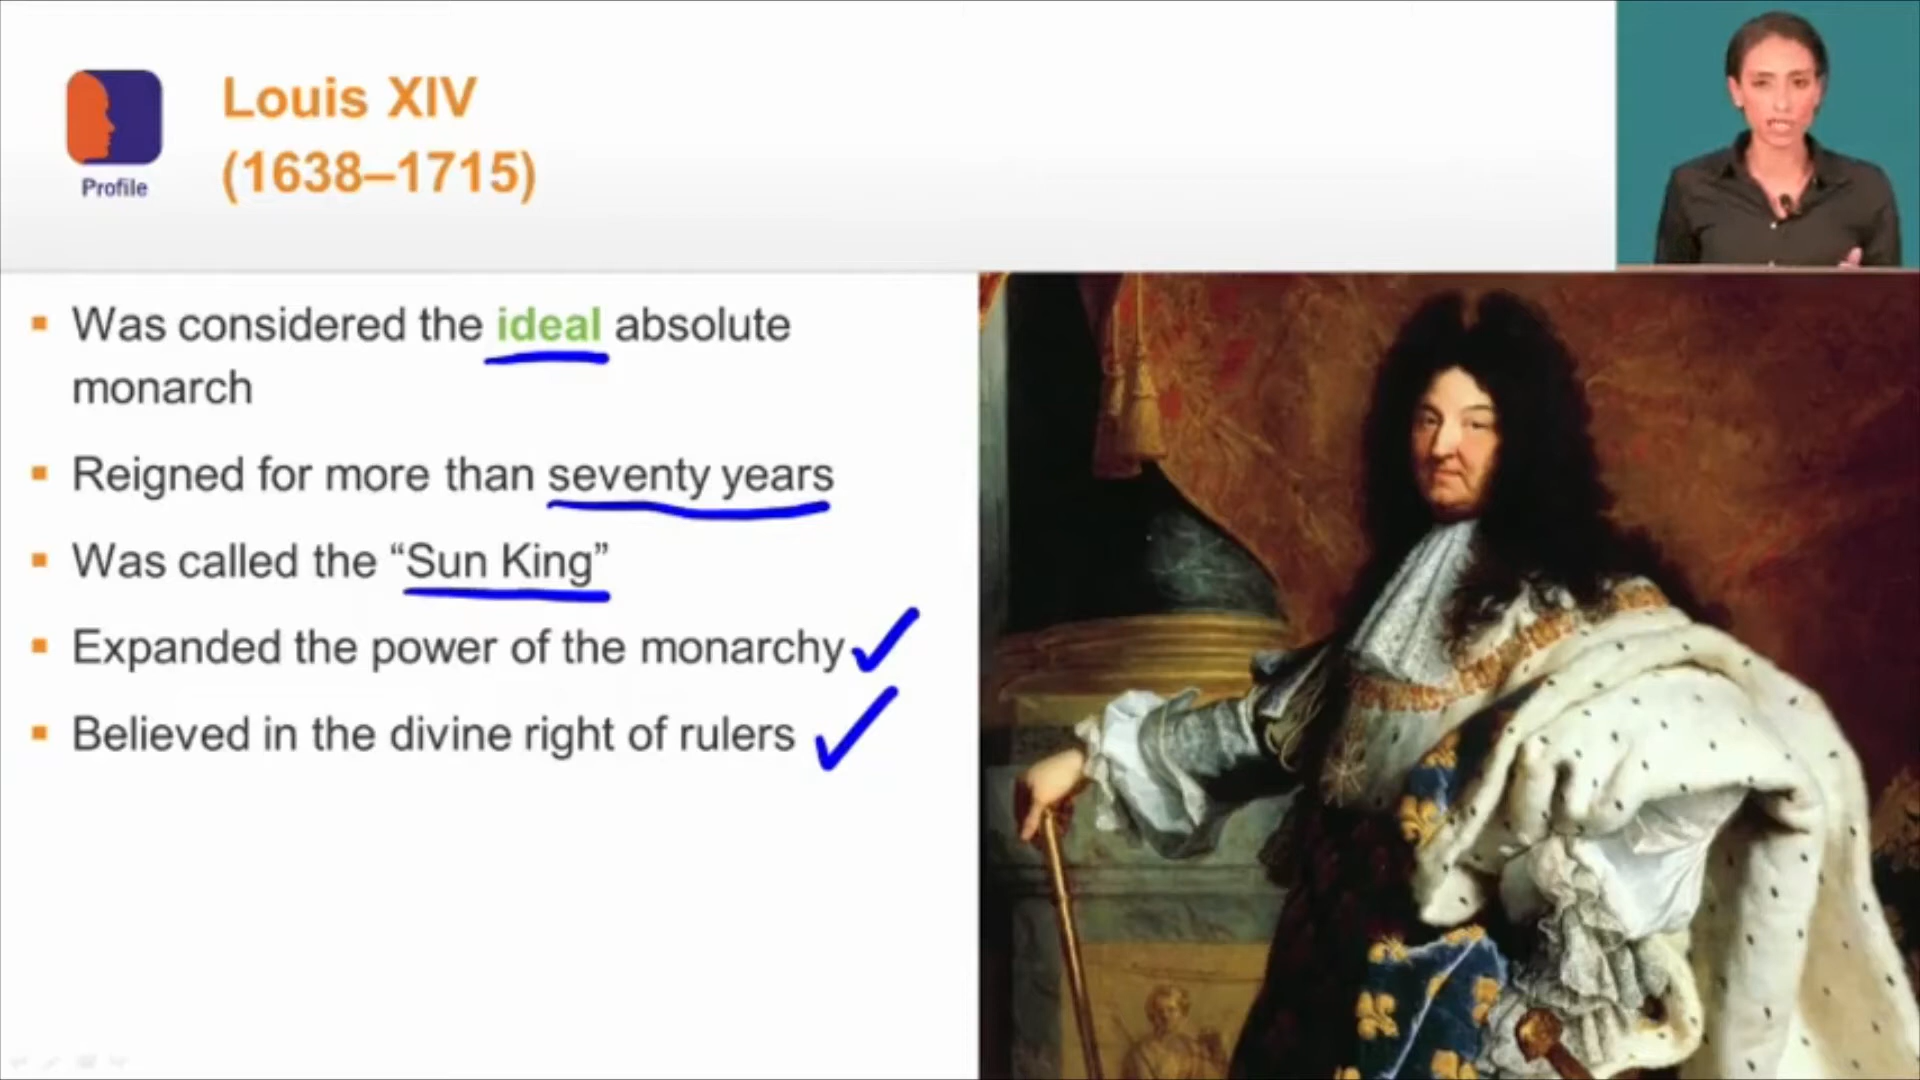 Louis XIV
(1638–1715)
Profile
Was considered the ideal absolute
monarch
Reigned for more than seventy years
Was called the “Sun King”
Expanded the power of the monarchy
Believed in the divine right of rulers